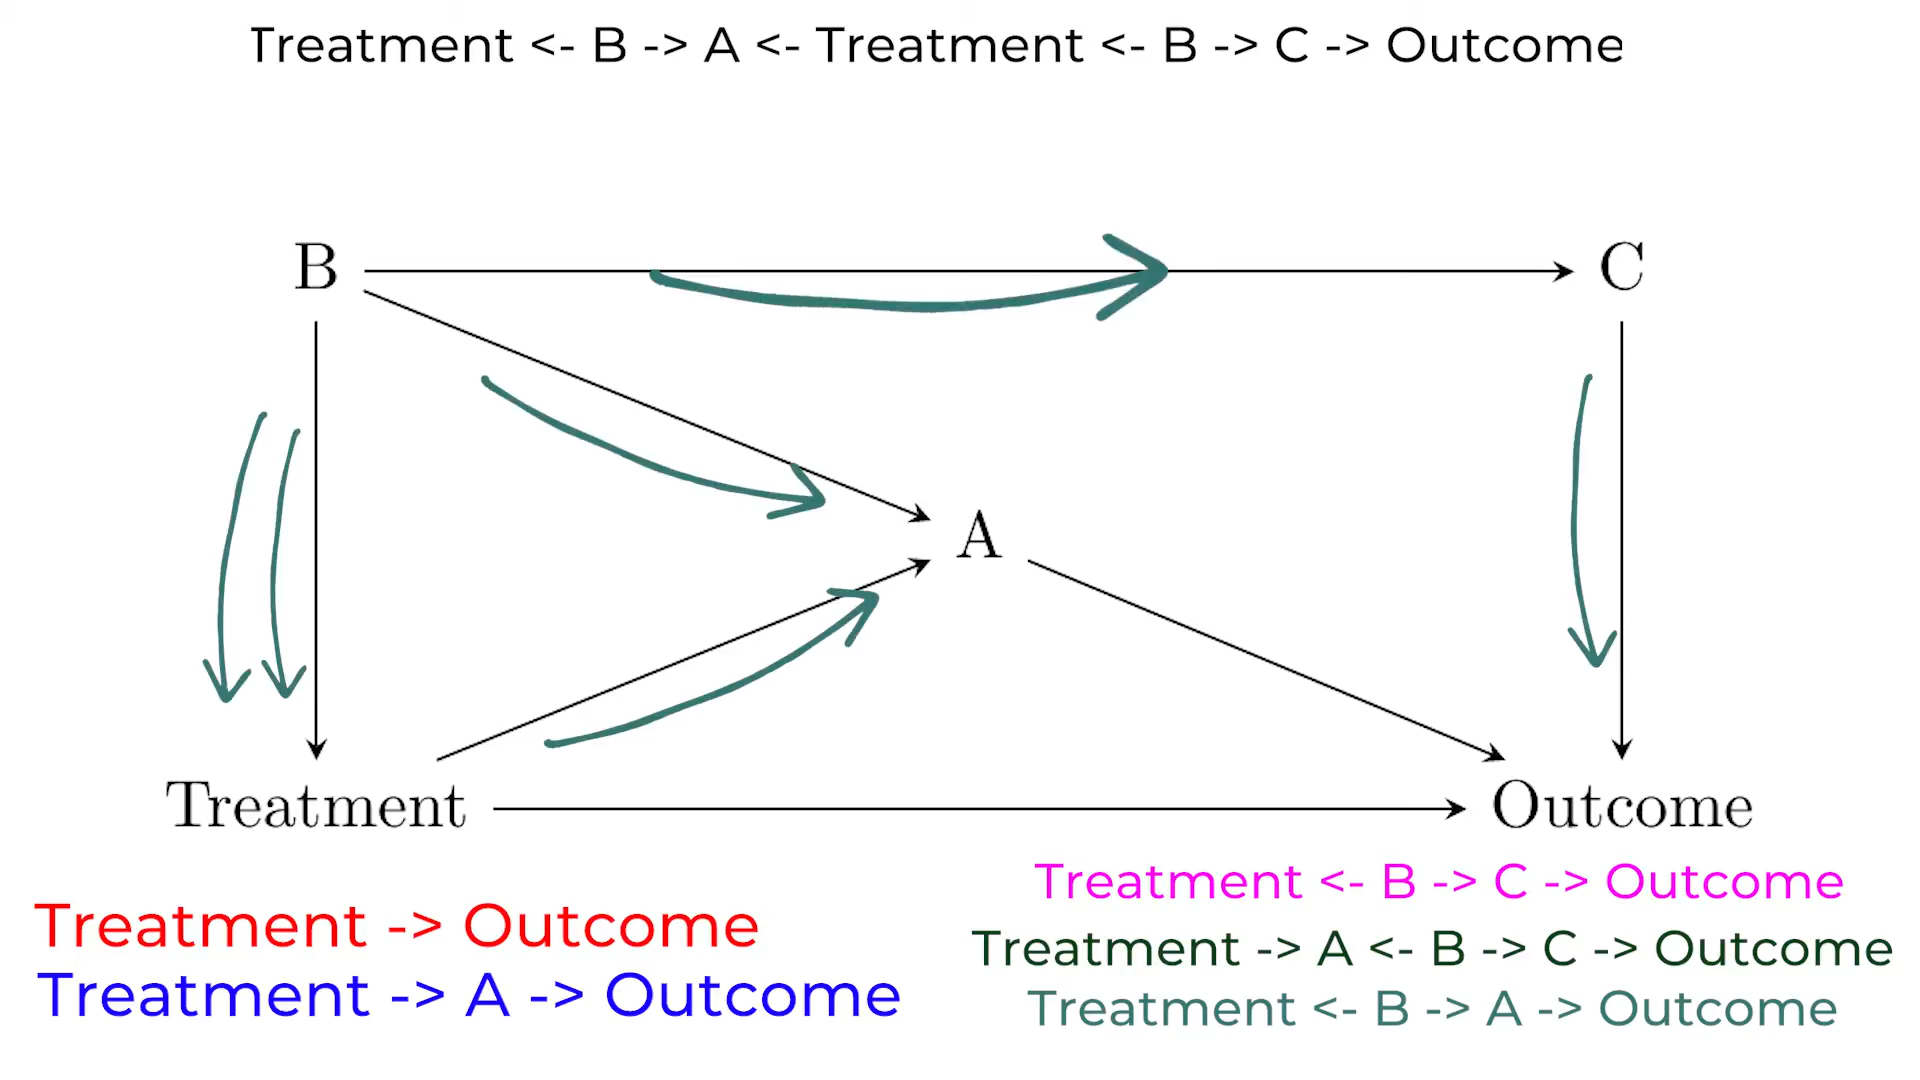 Treatment <- B -> A <- Treatment <- B -> C -> Outcome
B
C
A
Treatment
Outcome
Treatment -> Outcome
Treatment -> A -> Outcome
Treatment <- B -> C -> Outcome
Treatment -> A <- B -> C -> Outcome
Treatment <- B -> A -> Outcome